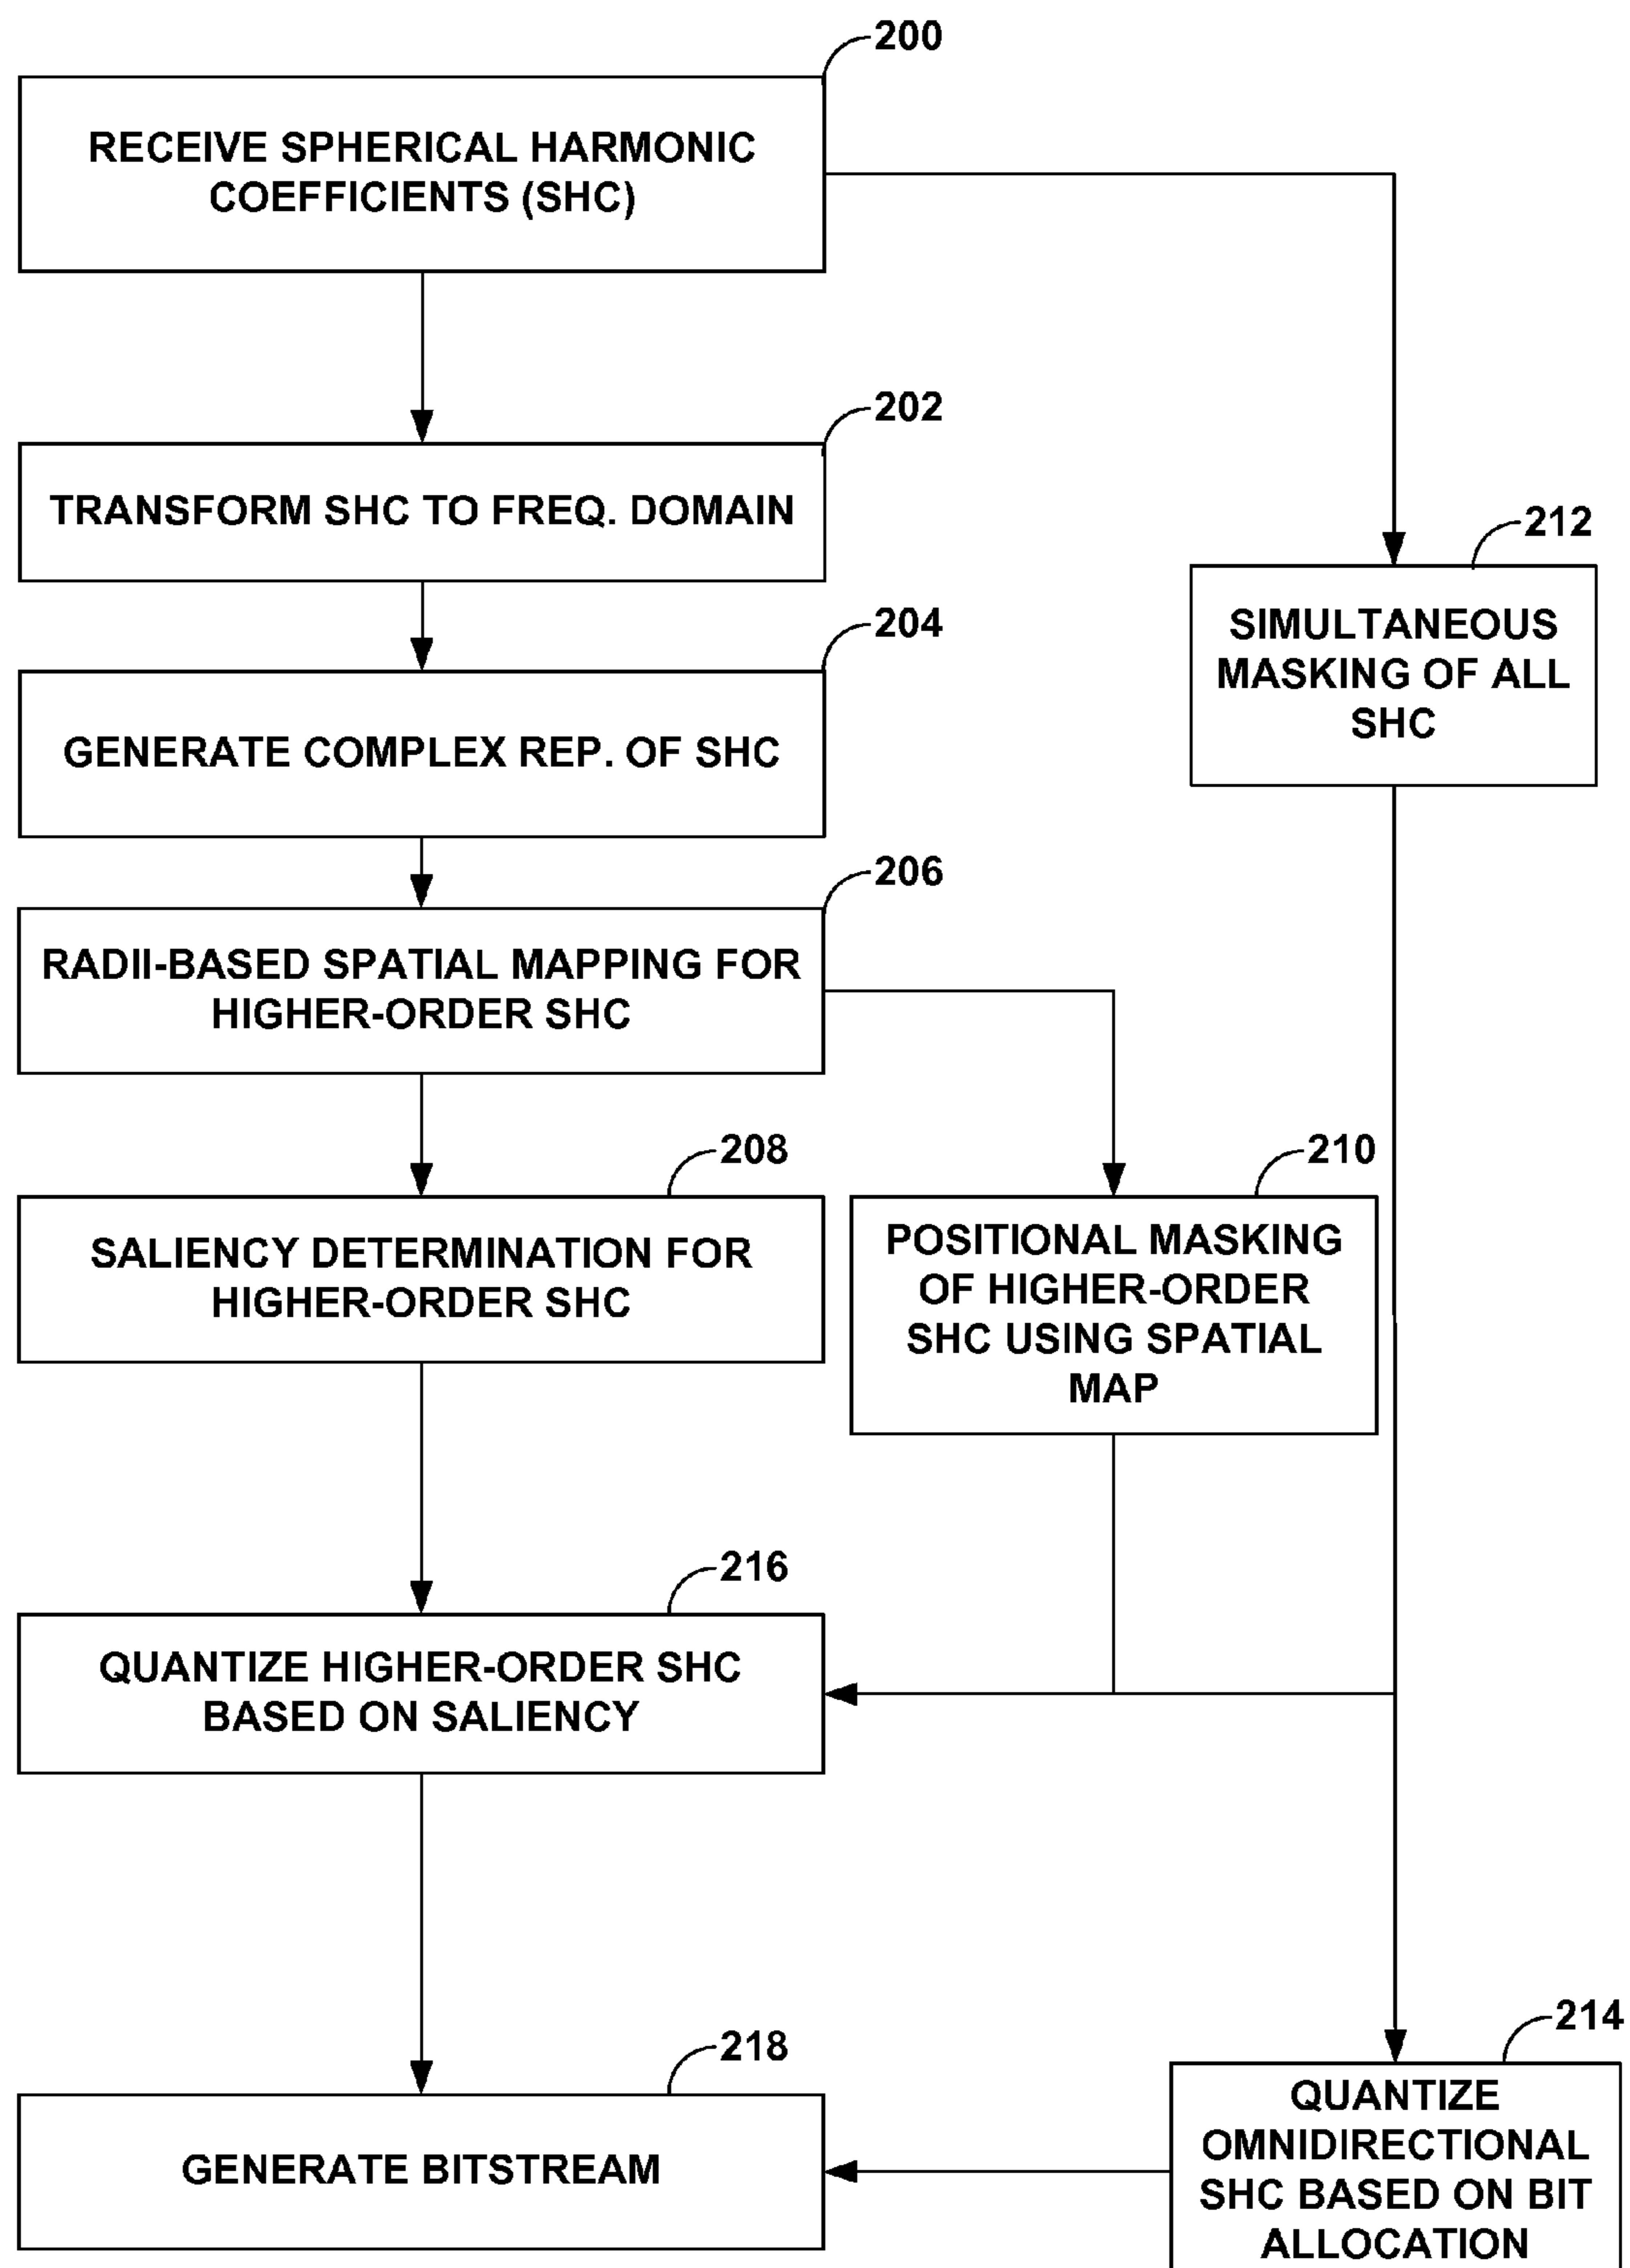 200
RECEIVE SPHERICAL HARMONIC
COEFFICIENTS (SHC)
202
TRANSFORM SHC TO FREQ. DOMAIN
212
SIMULTANEOUS
MASKING OF ALL
SHC
204
GENERATE COMPLEX REP. OF SHC
206
RADII-BASED SPATIAL MAPPING FOR
HIGHER-ORDER SHC
208
SALIENCY DETERMINATION FOR
HIGHER-ORDER SHC
210
POSITIONAL MASKING
OF HIGHER-ORDER
SHC USING SPATIAL
MAP
216
QUANTIZE HIGHER-ORDER SHC
BASED ON SALIENCY
214
QUANTIZE
OMNIDIRECTIONAL
SHC BASED ON BIT
ALLOCATION
218
GENERATE BITSTREAM